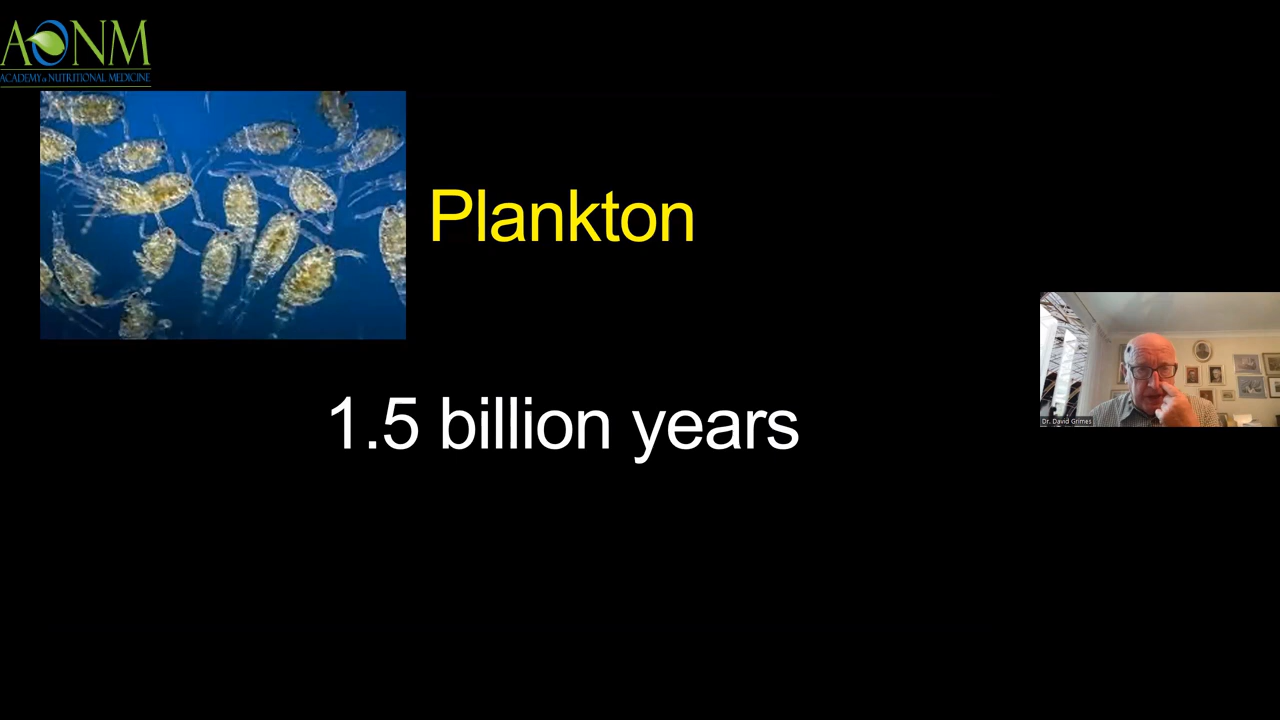 AONM
ACADEMY of NUTRITIONAL MEDICINE
Plankton
1.5 billion years
Dr. David Grimes